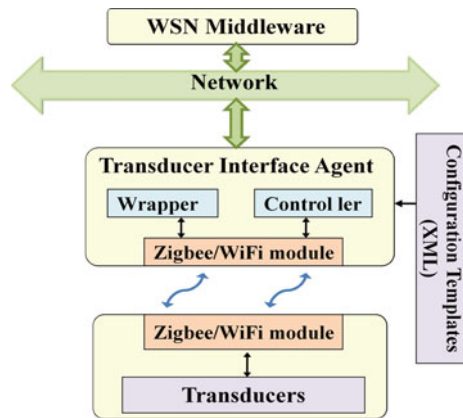 WSN Middleware
Network
Transducer Interface Agent
Wrapper
Control ler
Zigbee/WiFi module
Configuration Templates
(XML)
Zigbee/WiFi module
Transducers